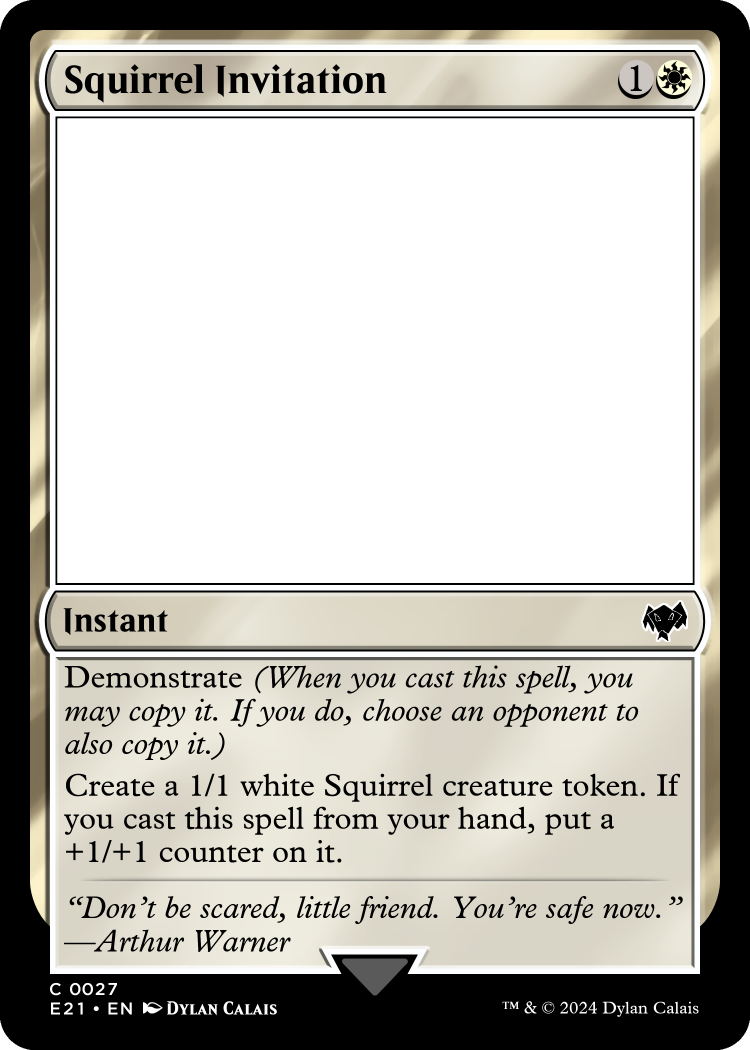 Squirrel Invitation 1
Instant
Demonstrate (When you cast this spell, you
may copy it. If you do, choose an opponent to
also copy it.)
Create a 1/1 white Squirrel creature token. If
you cast this spell from your hand, put a
+1/+1 counter on it.
“Don’t be scared, little friend. You’re safe now.”
—Arthur Warner
C 0027
E21 • EN DYLAN CALAIS
™ & © 2024 Dylan Calais